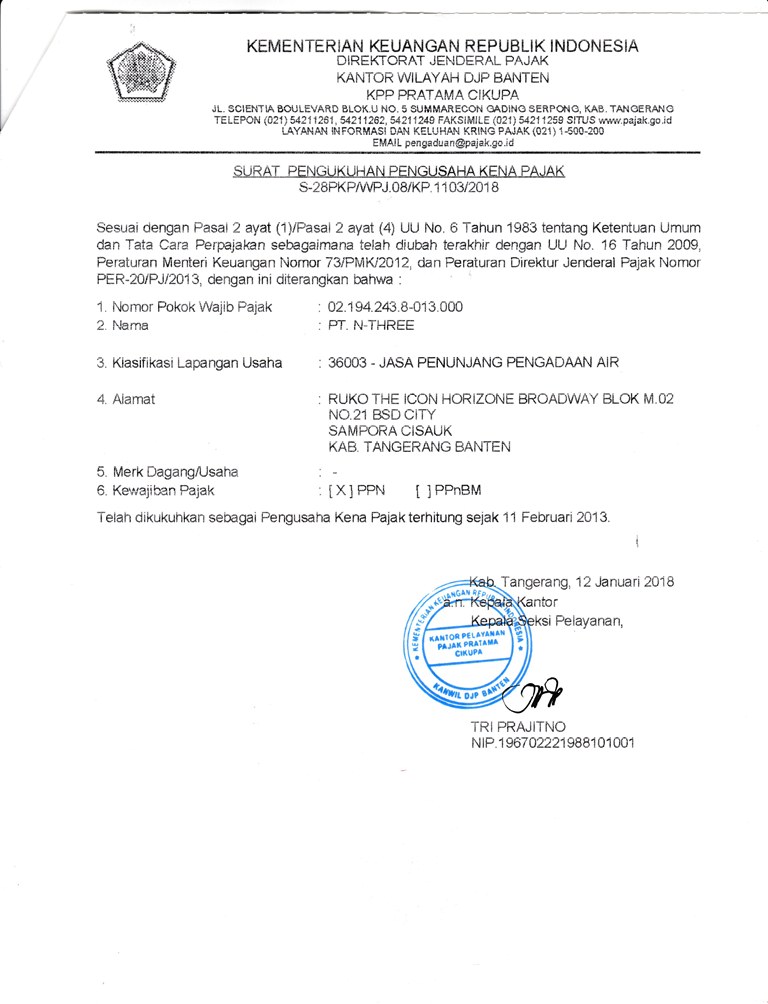 KEMENTERIAN KEUANGAN REPUBLIK INDONESIA
DIREKTORAT JENDERAL PAJAK
KANTOR WILAYAH DJP BANTEN
KPP PRATAMA CIKUPA
JL. SCIENTIA BOULEVARD BLOK.U NO. 5 SUMMARECON GADING SERPONG, KAB. TANGERANG
TELEPON (021) 54211261, 54211262, 54211249 FAKSIMILE (021) 54211259 SITUS www.pajak.go.id
LAYANAN INFORMASI DAN KELUHAN KRING PAJAK (021) 1-500-200
EMAIL pengaduan@pajak.go.id
SURAT PENGUKUHAN PENGUSAHA KENA PAJAK
S-28PKP/WPJ.08/KP.1103/2018
Sesuai dengan Pasal 2 ayat (1)/Pasal 2 ayat (4) UU No. 6 Tahun 1983 tentang Ketentuan Umum
dan Tata Cara Perpajakan sebagaimana telah diubah terakhir dengan UU No. 16 Tahun 2009,
Peraturan Menteri Keuangan Nomor 73/PMK/2012, dan Peraturan Direktur Jenderal Pajak Nomor
PER-20/PJ/2013, dengan ini diterangkan bahwa :
1. Nomor Pokok Wajib Pajak : 02.194.243.8-013.000
2. Nama : PT. N-THREE
3. Klasifikasi Lapangan Usaha : 36003 - JASA PENUNJANG PENGADAAN AIR
4. Alamat : RUKO THE ICON HORIZONE BROADWAY BLOK M.02
NO.21 BSD CITY
SAMPORA CISAUK
KAB. TANGERANG BANTEN
5. Merk Dagang/Usaha : -
6. Kewajiban Pajak : [ X ] PPN [ ] PPnBM
Telah dikukuhkan sebagai Pengusaha Kena Pajak terhitung sejak 11 Februari 2013.
Kab. Tangerang, 12 Januari 2018
a.n. Kepala Kantor
Kepala Seksi Pelayanan,
KEMENTERIAN KEUANGAN REPUBLIK INDONESIA
KANTOR PELAYANAN
PAJAK PRATAMA
CIKUPA
KANWIL DJP BANTEN
TRI PRAJITNO
NIP.196702221988101001